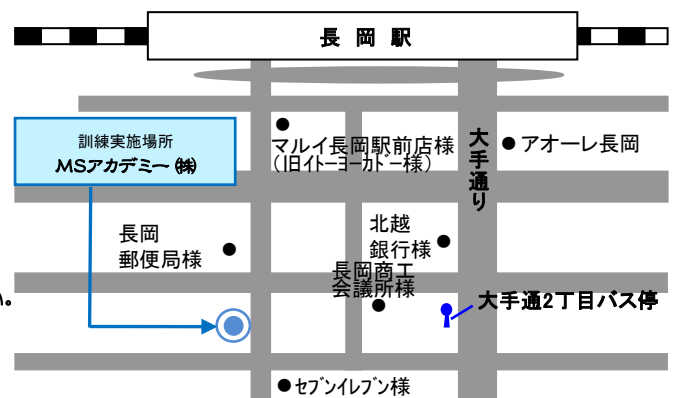 長岡駅
訓練実施場所
MSアカデミー㈱
マルイ長岡駅前店様
（旧イトーヨーカドー様）
大手通り
アオーレ長岡
長岡
郵便局様
北越
銀行様
長岡商工
会議所様
い。
大手通2丁目バス停
セブンイレブン様